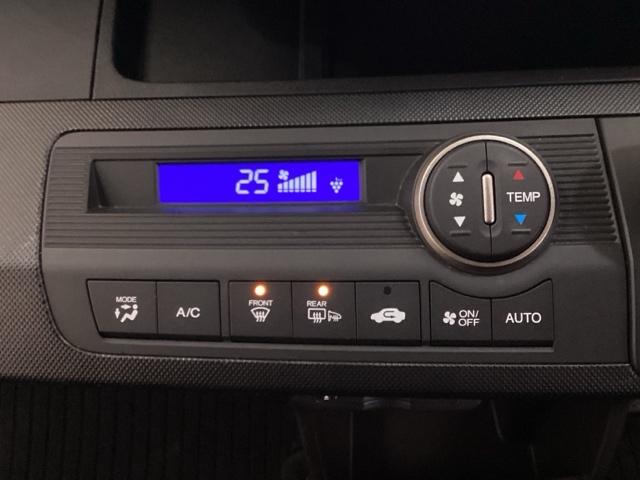 25
TEMP
MODE
A/C
FRONT
REAR
ON/
OFF
AUTO